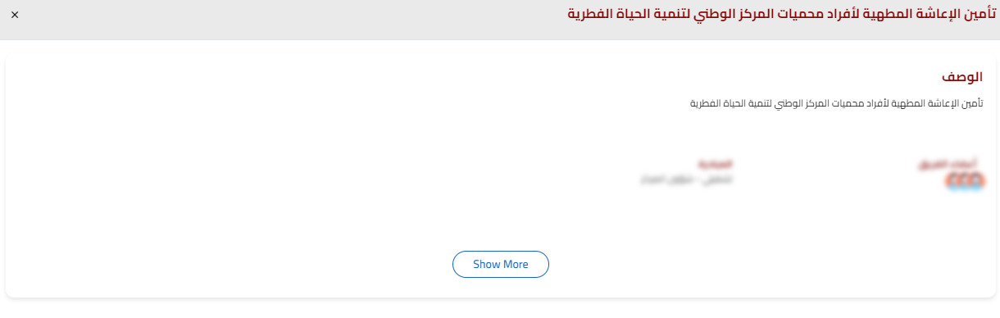 تأمين الإعاشة المطهية لأفراد محميات المركز الوطني لتنمية الحياة الفطرية
الوصف
تأمين الإعاشة المطهية لأفراد محميات المركز الوطني لتنمية الحياة الفطرية
Show More